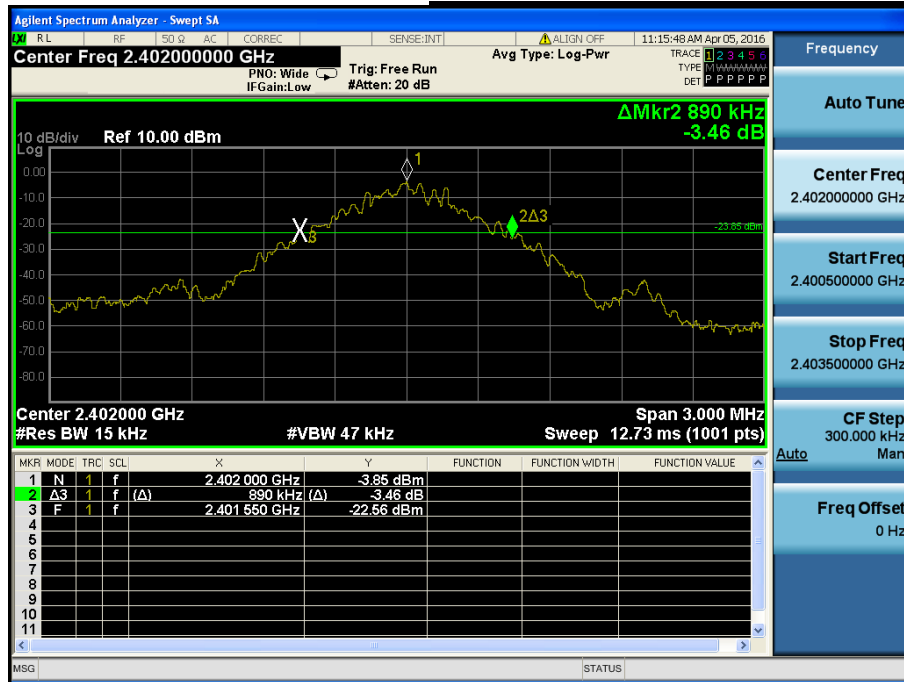 Agilent Spectrum Analyzer - Swept SA
LXI RL RF 50 Ω AC CORREC SENSE:INT ALIGN OFF 11:15:48 AM Apr 05, 2016
Center Freq 2.402000000 GHz
PNO: Wide
IFGain:Low
Trig: Free Run
#Atten: 20 dB
Avg Type: Log-Pwr
TRACE 1 2 3 4 5 6
TYPE M WWWWW
DET P P P P P P
ΔMkr2 890 kHz
-3.46 dB
10 dB/div Ref 10.00 dBm
Log
0.00
-10.0
-20.0
-30.0
-40.0
-50.0
-60.0
-70.0
-80.0
1
2Δ3
3
-23.85 dBm
Center 2.402000 GHz Span 3.000 MHz
#Res BW 15 kHz #VBW 47 kHz Sweep 12.73 ms (1001 pts)
MKR MODE TRC SCL X Y FUNCTION FUNCTION WIDTH FUNCTION VALUE
1 N 1 f 2.402 000 GHz -3.85 dBm
2 Δ3 1 f (Δ) 890 kHz (Δ) -3.46 dB
3 F 1 f 2.401 550 GHz -22.56 dBm
4
5
6
7
8
9
10
11
MSG STATUS
Frequency
Auto Tune
Center Freq
2.402000000 GHz
Start Freq
2.400500000 GHz
Stop Freq
2.403500000 GHz
CF Step
300.000 kHz
Auto Man
Freq Offset
0 Hz